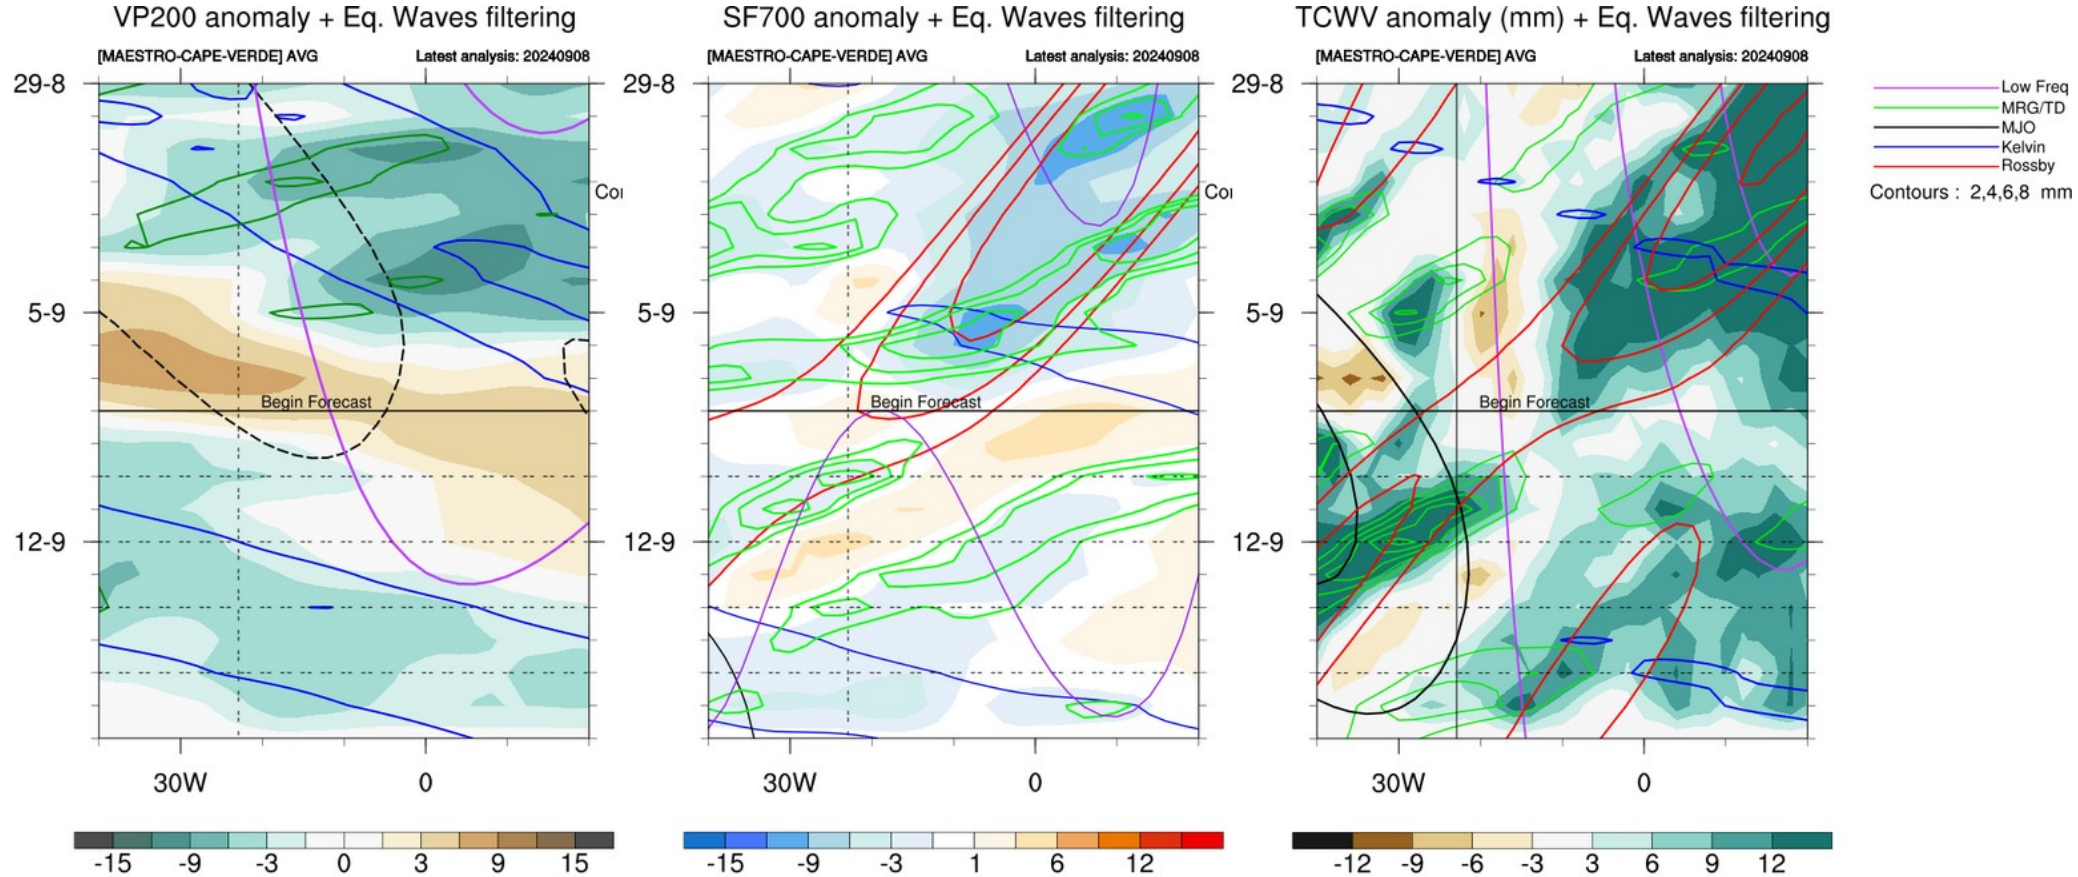 VP200 anomaly + Eq. Waves filtering
[MAESTRO-CAPE-VERDE] AVG
Latest analysis: 20240908
29-8
5-9
12-9
Begin Forecast
30W
0
-15 -9 -3 0 3 9 15
SF700 anomaly + Eq. Waves filtering
[MAESTRO-CAPE-VERDE] AVG
Latest analysis: 20240908
Coi
29-8
5-9
12-9
Begin Forecast
30W
0
-15 -9 -3 1 6 12
TCWV anomaly (mm) + Eq. Waves filtering
[MAESTRO-CAPE-VERDE] AVG
Latest analysis: 20240908
Coi
29-8
5-9
12-9
Begin Forecast
30W
0
-12 -9 -6 -3 3 6 9 12
Low Freq
MRG/TD
MJO
Kelvin
Rossby
Contours : 2,4,6,8 mm